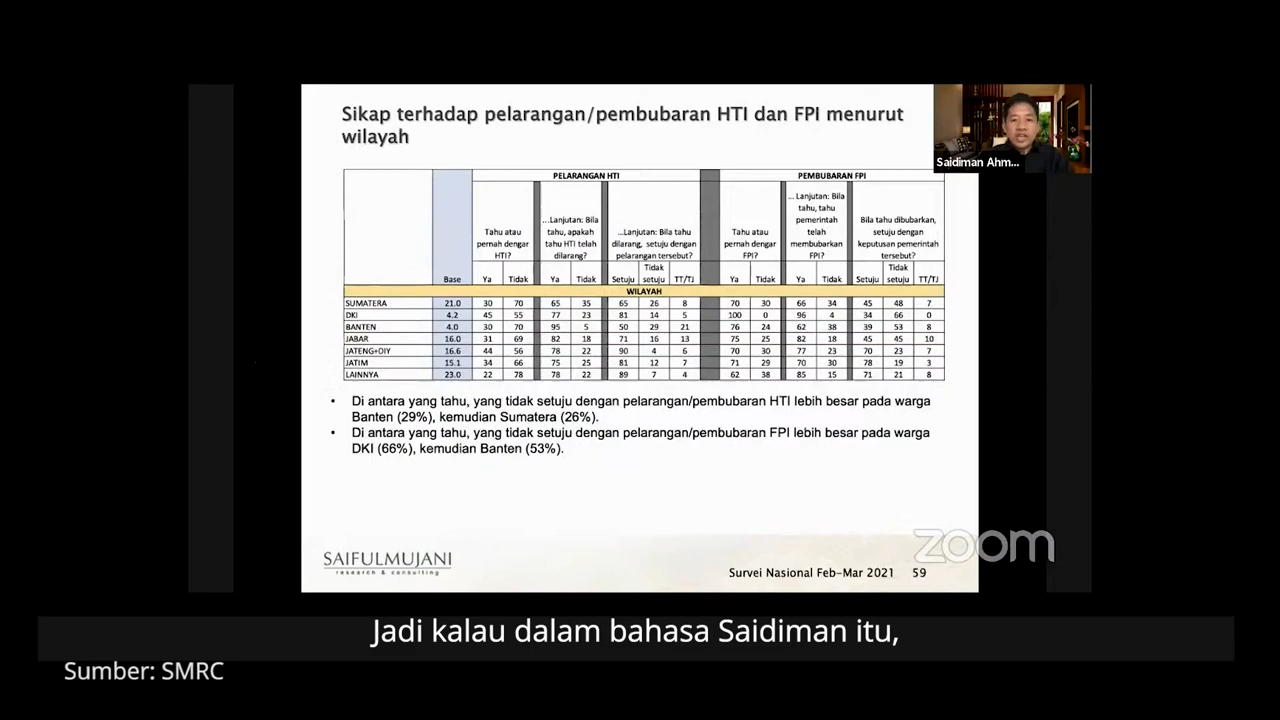 Sikap terhadap pelarangan/pembubaran HTI dan FPI menurut
wilayah
Saidiman Ahm...
PELARANGAN HTI PEMBUBARAN FPI
Base
Tahu atau
pernah dengar
HTI?
...Lanjutan: Bila
tahu, apakah
tahu HTI telah
dilarang?
...Lanjutan: Bila tahu
dilarang, setuju dengan
pelarangan tersebut?
Tahu atau
pernah dengar
FPI?
... Lanjutan: Bila
tahu, tahu
pemerintah
telah
membubarkan
FPI?
Bila tahu dibubarkan,
setuju dengan
keputusan pemerintah
tersebut?
Ya Tidak Ya Tidak Setuju Tidak setuju TT/TJ Ya Tidak Ya Tidak Setuju Tidak setuju TT/TJ
WILAYAH
SUMATERA 21.0 30 70 65 35 65 26 8 70 30 66 34 45 48 7
DKI 4.2 45 55 77 23 81 14 5 100 0 96 4 34 66 0
BANTEN 4.0 30 70 95 5 50 29 21 76 24 62 38 39 53 8
JABAR 16.0 31 69 82 18 71 16 13 75 25 82 18 45 45 10
JATENG+DIY 16.6 44 56 78 22 90 4 6 70 30 77 23 70 23 7
JATIM 15.1 34 66 75 25 81 12 7 71 29 70 30 78 19 3
LAINNYA 23.0 22 78 78 22 89 7 4 62 38 85 15 71 21 8
• Di antara yang tahu, yang tidak setuju dengan pelarangan/pembubaran HTI lebih besar pada warga
Banten (29%), kemudian Sumatera (26%).
• Di antara yang tahu, yang tidak setuju dengan pelarangan/pembubaran FPI lebih besar pada warga
DKI (66%), kemudian Banten (53%).
SAIFULMUJANI
research & consulting
zoom
Survei Nasional Feb-Mar 2021 59
Jadi kalau dalam bahasa Saidiman itu,
Sumber: SMRC